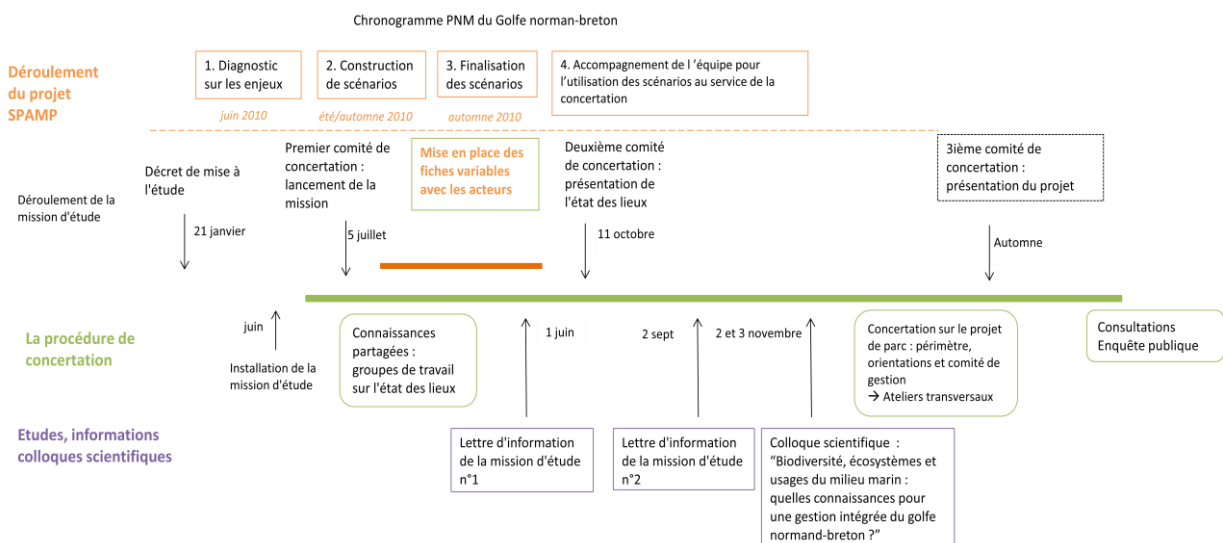 Chronogramme PNM du Golfe norman-breton
Déroulement
du projet
SPAMP
1. Diagnostic
sur les enjeux
2. Construction
de scénarios
3. Finalisation
des scénarios
4. Accompagnement de l ’équipe pour
l’utilisation des scénarios au service de la
concertation
juin 2010
été/automne 2010
automne 2010
Déroulement de la
mission d'étude
Décret de mise à
l'étude
Premier comité de
concertation :
lancement de la
mission
Mise en place des
fiches variables
avec les acteurs
Deuxième comité
de concertation :
présentation de
l'état des lieux
3ième comité de
concertation :
présentation du projet
21 janvier
5 juillet
11 octobre
Automne
La procédure de
concertation
juin
Installation de la
mission d'étude
Connaissances
partagées :
groupes de travail
sur l'état des lieux
1 juin
2 sept
2 et 3 novembre
Concertation sur le projet
de parc : périmètre,
orientations et comité de
gestion
→ Ateliers transversaux
Consultations
Enquête publique
Etudes, informations
colloques scientifiques
Lettre d'information
de la mission d'étude
n°1
Lettre d'information
de la mission d'étude
n°2
Colloque scientifique :
“Biodiversité, écosystèmes et
usages du milieu marin :
quelles connaissances pour
une gestion intégrée du golfe
normand-breton ?”